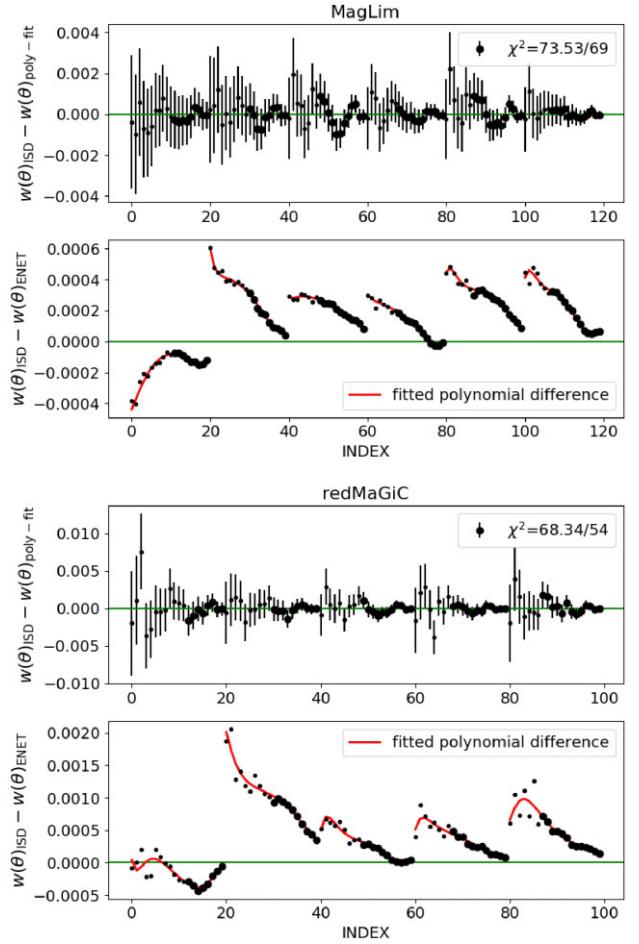 MagLim
0.004
0.002
0.000
−0.002
−0.004
w(θ)ISD − w(θ)poly−fit
χ²=73.53/69
0 20 40 60 80 100 120
0.0006
0.0004
0.0002
0.0000
−0.0002
−0.0004
w(θ)ISD − w(θ)ENET
fitted polynomial difference
0 20 40 60 80 100 120
INDEX
redMaGiC
0.010
0.005
0.000
−0.005
−0.010
w(θ)ISD − w(θ)poly−fit
χ²=68.34/54
0 20 40 60 80 100
0.0020
0.0015
0.0010
0.0005
0.0000
−0.0005
w(θ)ISD − w(θ)ENET
fitted polynomial difference
0 20 40 60 80 100
INDEX